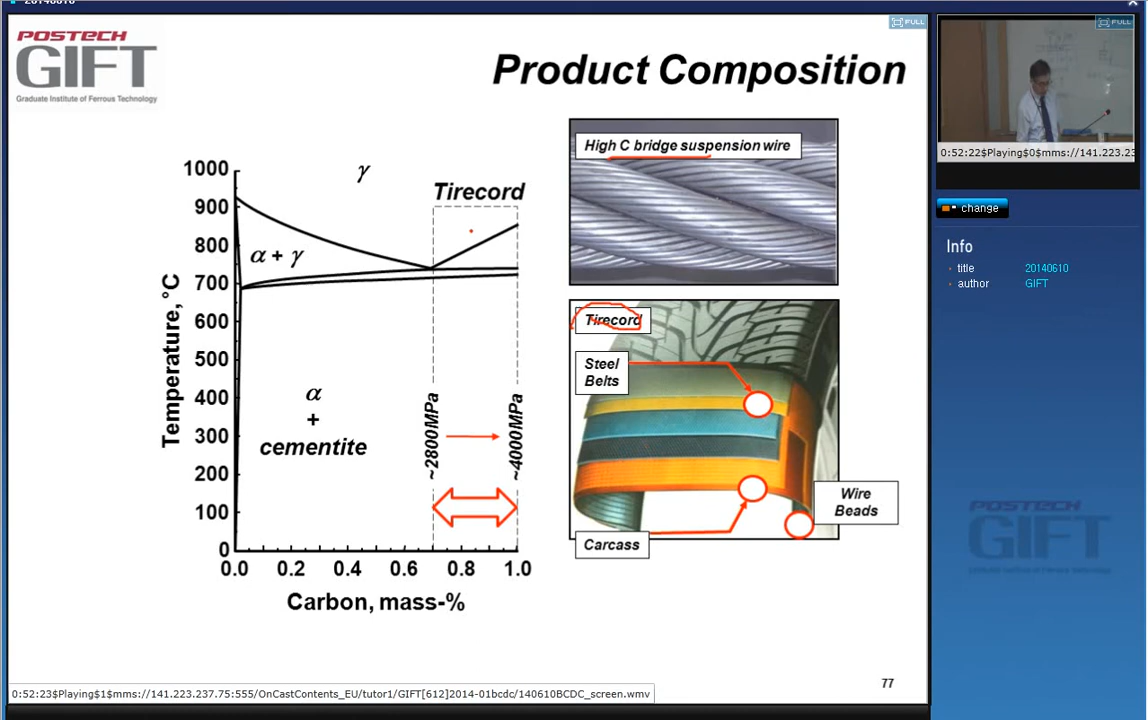 20140610
POSTECH
GIFT
Graduate Institute of Ferrous Technology
Product Composition
FULL
Temperature, °C
1000
900
800
700
600
500
400
300
200
100
0
0.0 0.2 0.4 0.6 0.8 1.0
Carbon, mass-%
γ
Tirecord
α + γ
α
+
cementite
~2800MPa
~4000MPa
High C bridge suspension wire
Tirecord
Steel
Belts
Carcass
Wire
Beads
77
0:52:23$Playing$1$mms://141.223.237.75:555/OnCastContents_EU/tutor1/GIFT[612]2014-01bcdc/140610BCDC_screen.wmv
FULL
0:52:22$Playing$0$mms://141.223.23
change
Info
title 20140610
author GIFT
POSTECH
GIFT